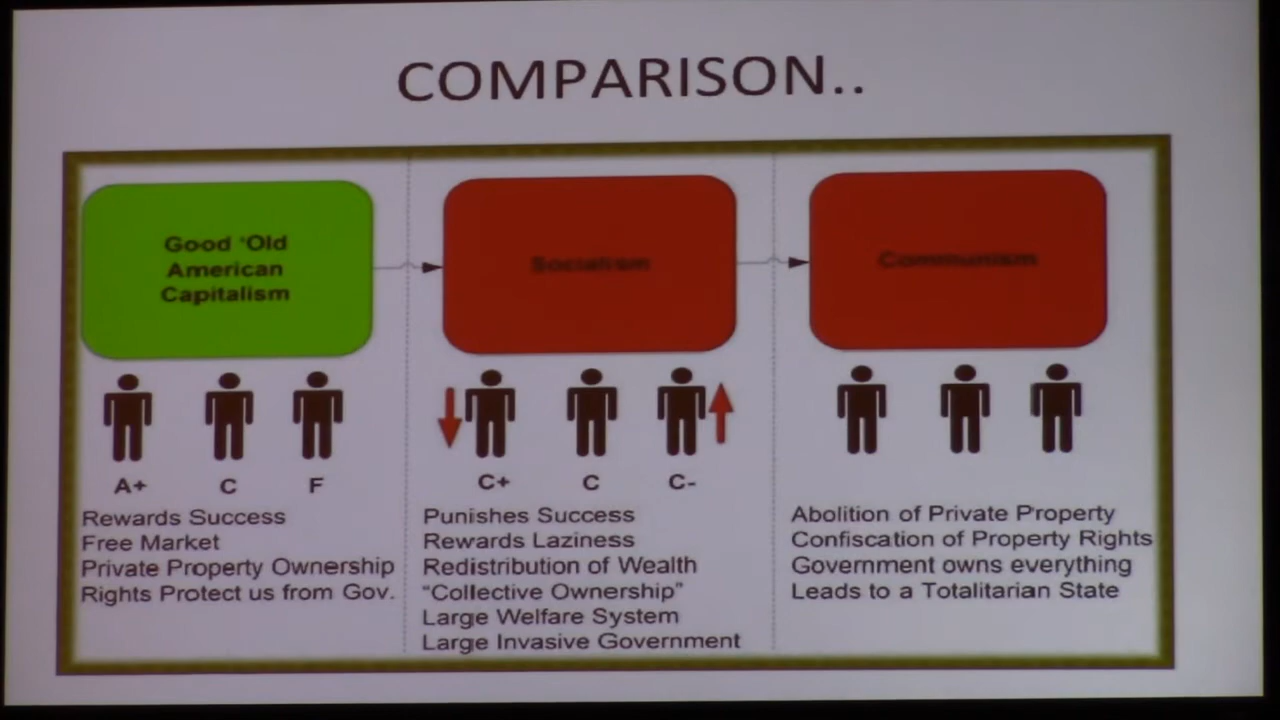 COMPARISON..
Good 'Old
American
Capitalism
Socialism
Communism
A+ C F
C+ C C-
Rewards Success
Free Market
Private Property Ownership
Rights Protect us from Gov.
Punishes Success
Rewards Laziness
Redistribution of Wealth
“Collective Ownership”
Large Welfare System
Large Invasive Government
Abolition of Private Property
Confiscation of Property Rights
Government owns everything
Leads to a Totalitarian State